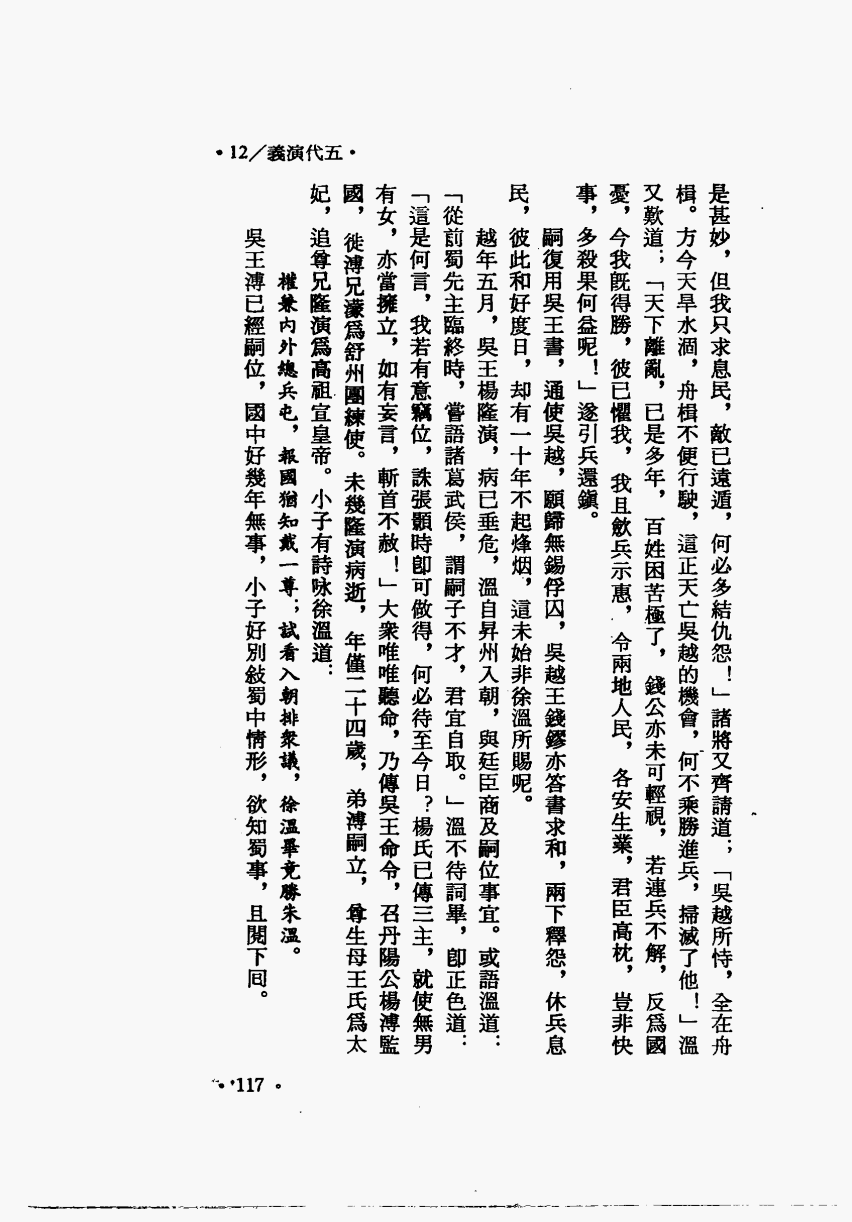 •12/義演代五•
是甚妙，但我只求息民，敵已遠遁，何必多結仇怨！」諸將又齊請道；「吳越所恃，全在舟
楫。方今天旱水涸，舟楫不便行駛，這正天亡吳越的機會，何不乘勝進兵，掃滅了他！」溫
又歎道；「天下離亂，已是多年，百姓困苦極了，錢公亦未可輕視，若連兵不解，反爲國
憂，今我旣得勝，彼已懼我，我且斂兵示惠，令兩地人民，各安生業，君臣高枕，豈非快
事，多殺果何益呢！」遂引兵還鎭。
嗣復用吳王書，通使吳越，願歸無錫俘囚，吳越王錢鏐亦答書求和，兩下釋怨，休兵息
民，彼此和好度日，却有一十年不起烽烟，這未始非徐溫所賜呢。
越年五月，吳王楊隆演，病已垂危，溫自昇州入朝，與廷臣商及嗣位事宜。或語溫道：
「從前蜀先主臨終時，嘗語諸葛武侯，謂嗣子不才，君宜自取。」溫不待詞畢，卽正色道：
「這是何言，我若有意竊位，誅張顥時卽可做得，何必待至今日？楊氏已傳三主，就使無男
有女，亦當擁立，如有妄言，斬首不赦！」大衆唯唯聽命，乃傳吳王命令，召丹陽公楊溥監
國，徙溥兄濛爲舒州團練使。未幾隆演病逝，年僅二十四歲，弟溥嗣立，尊生母王氏爲太
妃，追尊兄隆演爲高祖宣皇帝。小子有詩咏徐溫道：
權兼內外總兵屯，報國猶知戴一尊；試看入朝排衆議，徐溫畢竟勝朱溫。
吳王溥已經嗣位，國中好幾年無事，小子好別敍蜀中情形，欲知蜀事，且閱下囘。
•117•